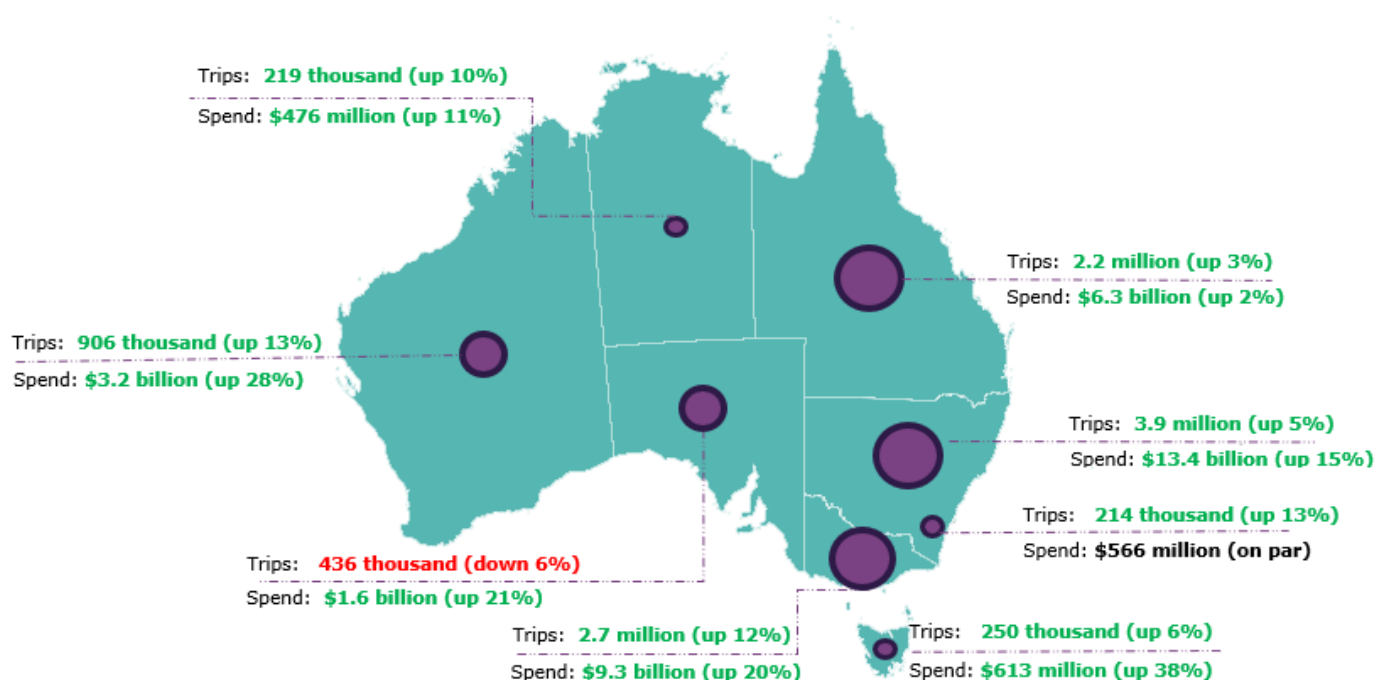 Trips: 219 thousand (up 10%)
Spend: $476 million (up 11%)
Trips: 2.2 million (up 3%)
Spend: $6.3 billion (up 2%)
Trips: 906 thousand (up 13%)
Spend: $3.2 billion (up 28%)
Trips: 3.9 million (up 5%)
Spend: $13.4 billion (up 15%)
Trips: 214 thousand (up 13%)
Spend: $566 million (on par)
Trips: 436 thousand (down 6%)
Spend: $1.6 billion (up 21%)
Trips: 2.7 million (up 12%)
Spend: $9.3 billion (up 20%)
Trips: 250 thousand (up 6%)
Spend: $613 million (up 38%)